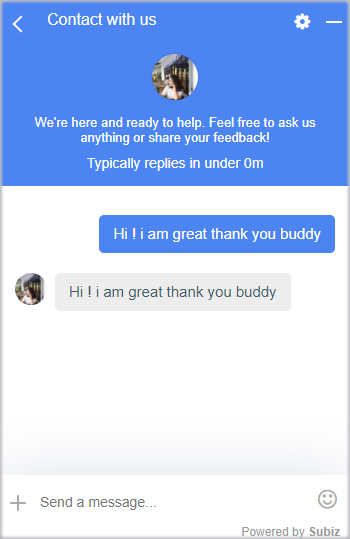 Contact with us
We're here and ready to help. Feel free to ask us
anything or share your feedback!
Typically replies in under 0m
Hi ! i am great thank you buddy
Hi ! i am great thank you buddy
Send a message...
Powered by Subiz